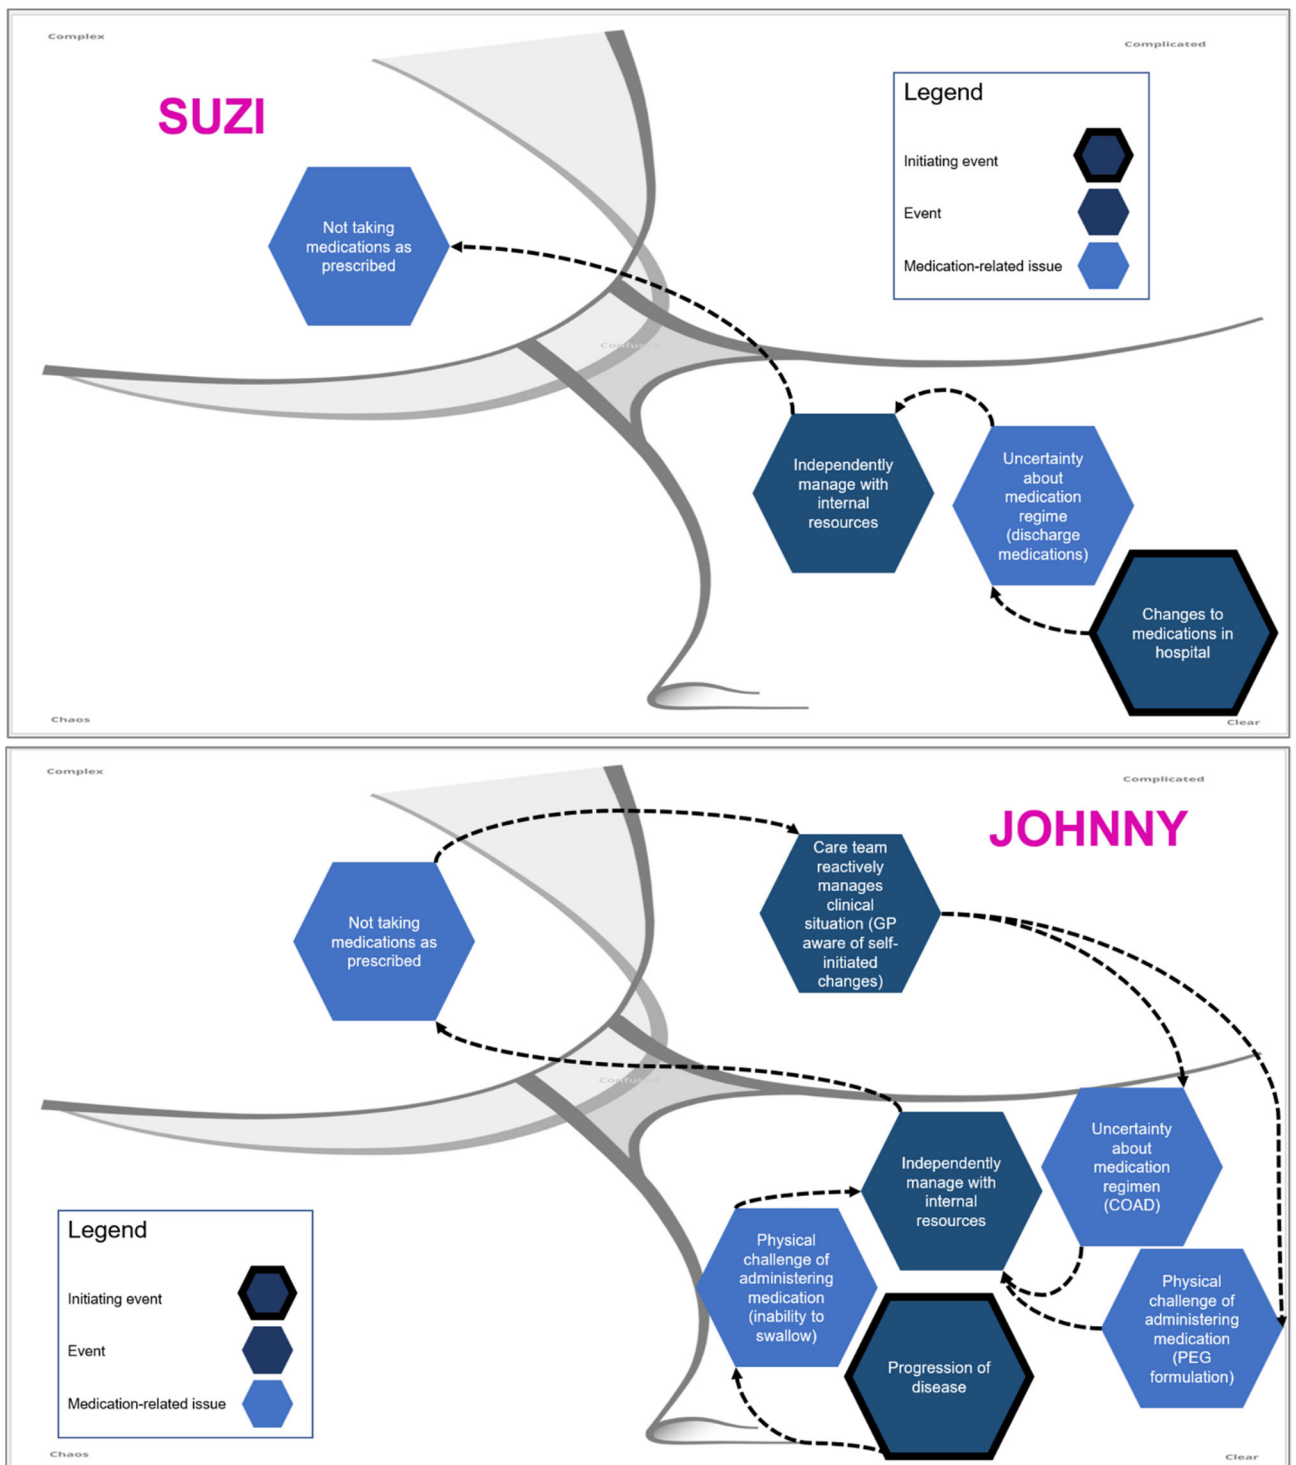 Complex
Complicated
SUZI
Legend
Initiating event
Event
Medication-related issue
Not taking
medications as
prescribed
Confused
Independently
manage with
internal
resources
Uncertainty
about
medication
regime
(discharge
medications)
Changes to
medications in
hospital
Chaos
Clear
Complex
Complicated
JOHNNY
Care team
reactively
manages
clinical
situation (GP
aware of self-
initiated
changes)
Not taking
medications as
prescribed
Confused
Independently
manage with
internal
resources
Uncertainty
about
medication
regimen
(COAD)
Physical
challenge of
administering
medication
(inability to
swallow)
Physical
challenge of
administering
medication
(PEG
formulation)
Progression of
disease
Legend
Initiating event
Event
Medication-related issue
Chaos
Clear